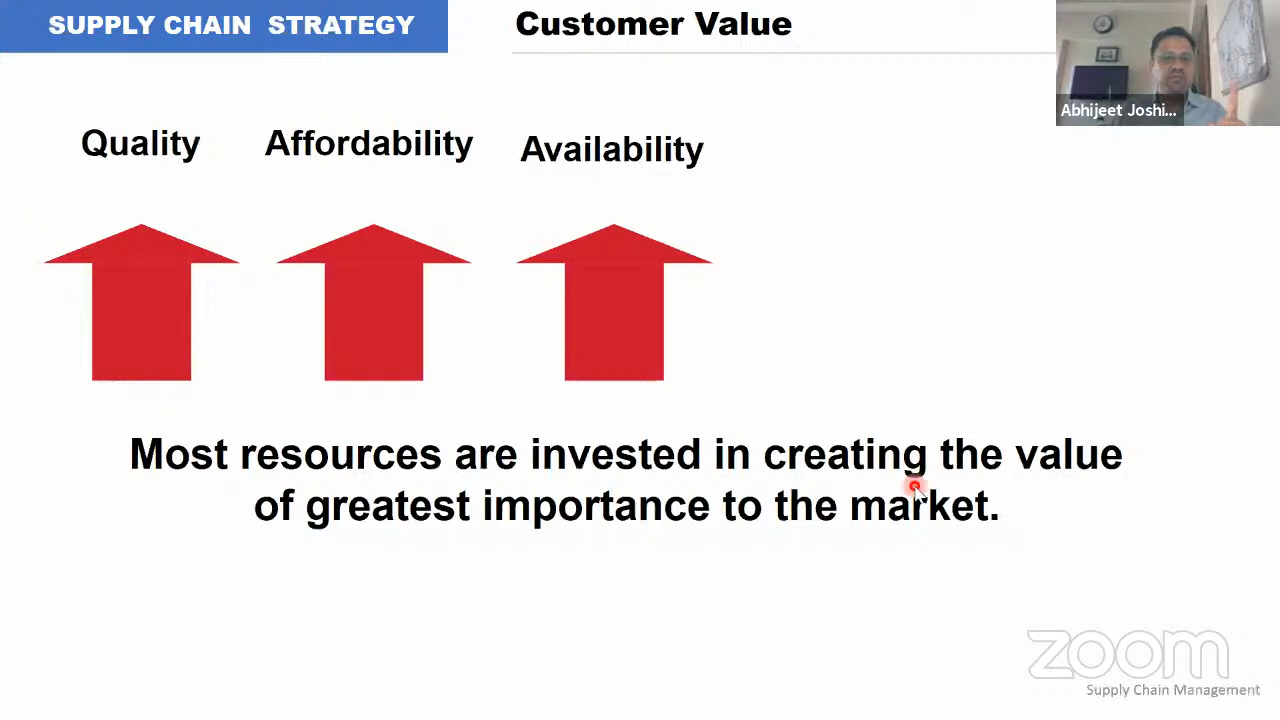 SUPPLY CHAIN STRATEGY
Customer Value
Abhijeet Joshi...
Quality
Affordability
Availability
Most resources are invested in creating the value
of greatest importance to the market.
zoom
Supply Chain Management